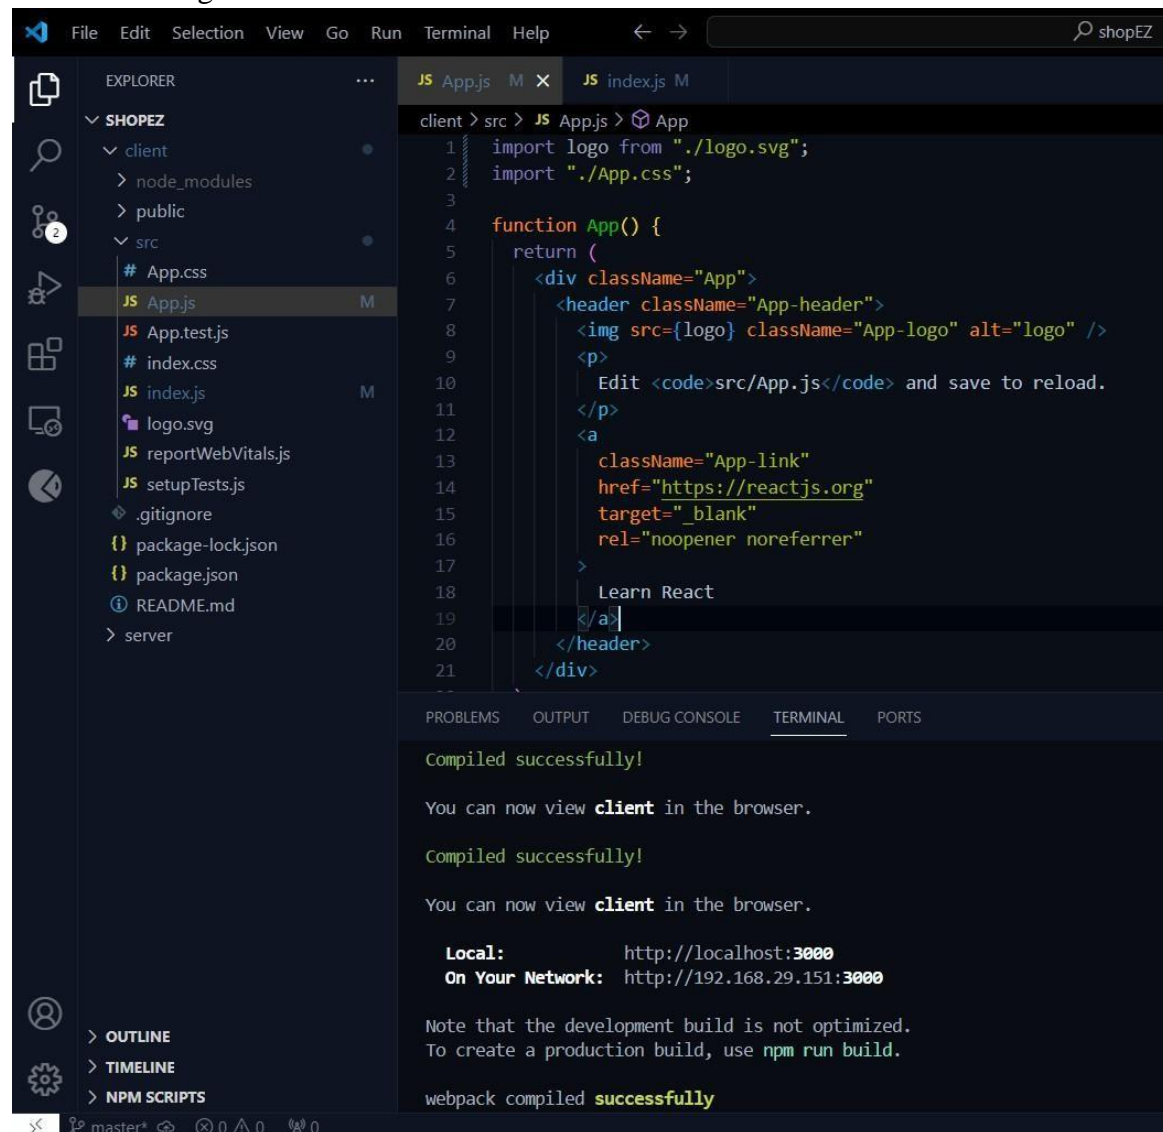 File Edit Selection View Go Run Terminal Help
shopEZ
EXPLORER
SHOPEZ
client
node_modules
public
src
App.css
JS App.js M
JS App.test.js
index.css
JS index.js M
logo.svg
JS reportWebVitals.js
JS setupTests.js
.gitignore
{} package-lock.json
{} package.json
README.md
server
OUTLINE
TIMELINE
NPM SCRIPTS
2
JS App.js M
JS index.js M
client > src > JS App.js > App
1 import logo from "./logo.svg";
2 import "./App.css";
3
4 function App() {
5 return (
6 <div className="App">
7 <header className="App-header">
8 <img src={logo} className="App-logo" alt="logo" />
9 <p>
10 Edit <code>src/App.js</code> and save to reload.
11 </p>
12 <a
13 className="App-link"
14 href="https://reactjs.org"
15 target="_blank"
16 rel="noopener noreferrer"
17 >
18 Learn React
19 </a>
20 </header>
21 </div>
PROBLEMS OUTPUT DEBUG CONSOLE TERMINAL PORTS
Compiled successfully!
You can now view client in the browser.
Compiled successfully!
You can now view client in the browser.
Local: http://localhost:3000
On Your Network: http://192.168.29.151:3000
Note that the development build is not optimized.
To create a production build, use npm run build.
webpack compiled successfully
master* 0 0 0